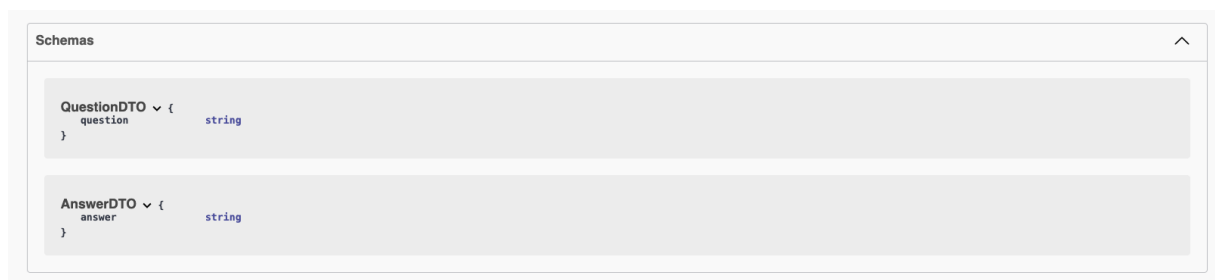 Schemas
QuestionDTO {
question string
}
AnswerDTO {
answer string
}